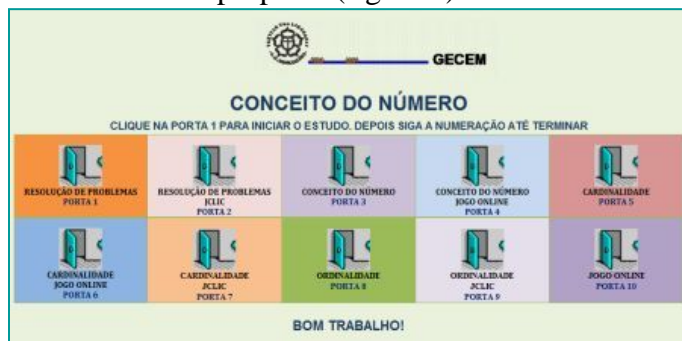 GECEM
CONCEITO DO NÚMERO
CLIQUE NA PORTA 1 PARA INICIAR O ESTUDO. DEPOIS SIGA A NUMERAÇÃO ATÉ TERMINAR
RESOLUÇÃO DE PROBLEMAS
PORTA 1
RESOLUÇÃO DE PROBLEMAS
JCLIC
PORTA 2
CONCEITO DO NÚMERO
PORTA 3
CONCEITO DO NÚMERO
JOGO ONLINE
PORTA 4
CARDINALIDADE
PORTA 5
CARDINALIDADE
JOGO ONLINE
PORTA 6
CARDINALIDADE
JCLIC
PORTA 7
ORDINALIDADE
PORTA 8
ORDINALIDADE
JCLIC
PORTA 9
JOGO ONLINE
PORTA 10
BOM TRABALHO!